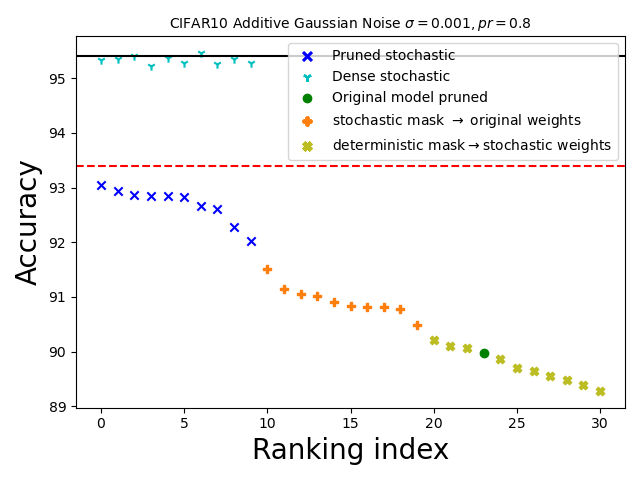 CIFAR10 Additive Gaussian Noise σ = 0.001, pr = 0.8
Pruned stochastic
Dense stochastic
Original model pruned
stochastic mask → original weights
deterministic mask→stochastic weights
Accuracy
95
94
93
92
91
90
89
0 5 10 15 20 25 30
Ranking index